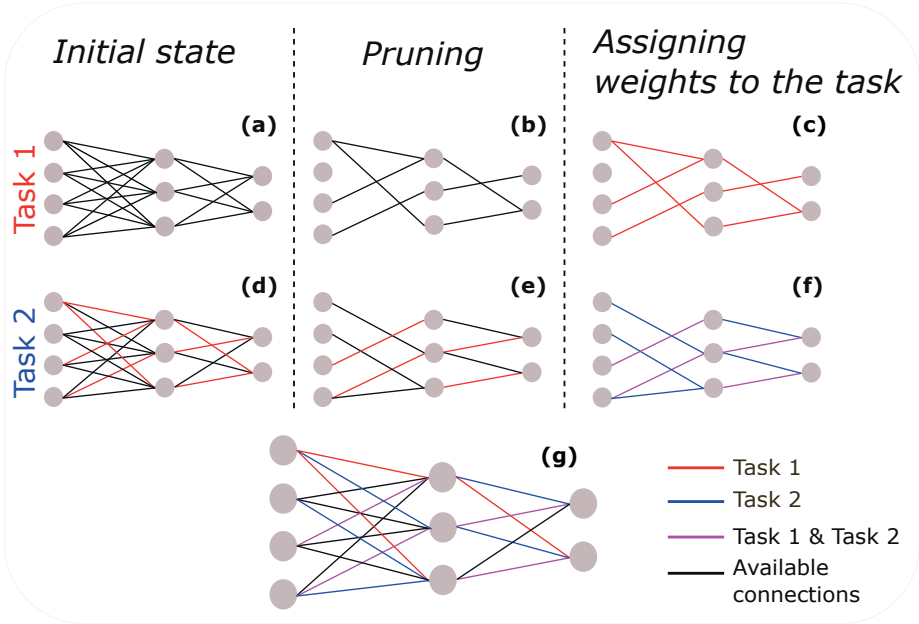 Initial state
Pruning
Assigning
weights to the task
Task 1
(a)
(b)
(c)
Task 2
(d)
(e)
(f)
(g)
Task 1
Task 2
Task 1 & Task 2
Available
connections